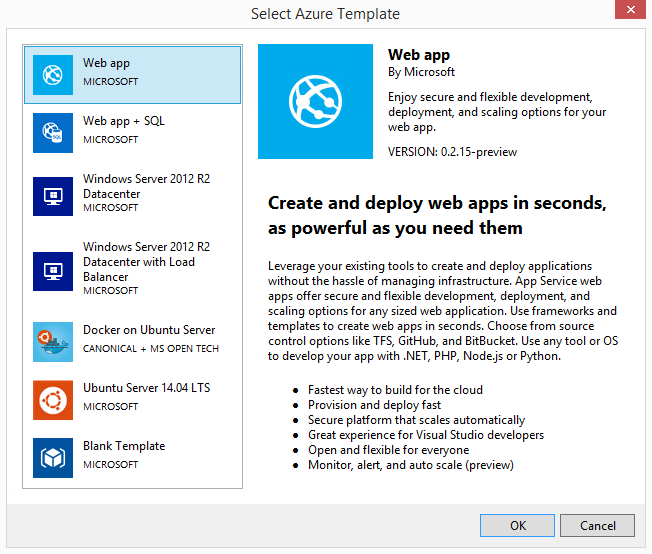 Select Azure Template
Web app
MICROSOFT
Web app + SQL
MICROSOFT
Windows Server 2012 R2
Datacenter
MICROSOFT
Windows Server 2012 R2
Datacenter with Load
Balancer
MICROSOFT
Docker on Ubuntu Server
CANONICAL + MS OPEN TECH
Ubuntu Server 14.04 LTS
MICROSOFT
Blank Template
MICROSOFT
Web app
By Microsoft
Enjoy secure and flexible development,
deployment, and scaling options for your
web app.
VERSION: 0.2.15-preview
Create and deploy web apps in seconds,
as powerful as you need them
Leverage your existing tools to create and deploy applications
without the hassle of managing infrastructure. App Service web
apps offer secure and flexible development, deployment, and
scaling options for any sized web application. Use frameworks and
templates to create web apps in seconds. Choose from source
control options like TFS, GitHub, and BitBucket. Use any tool or OS
to develop your app with .NET, PHP, Node.js or Python.
● Fastest way to build for the cloud
● Provision and deploy fast
● Secure platform that scales automatically
● Great experience for Visual Studio developers
● Open and flexible for everyone
● Monitor, alert, and auto scale (preview)
OK
Cancel